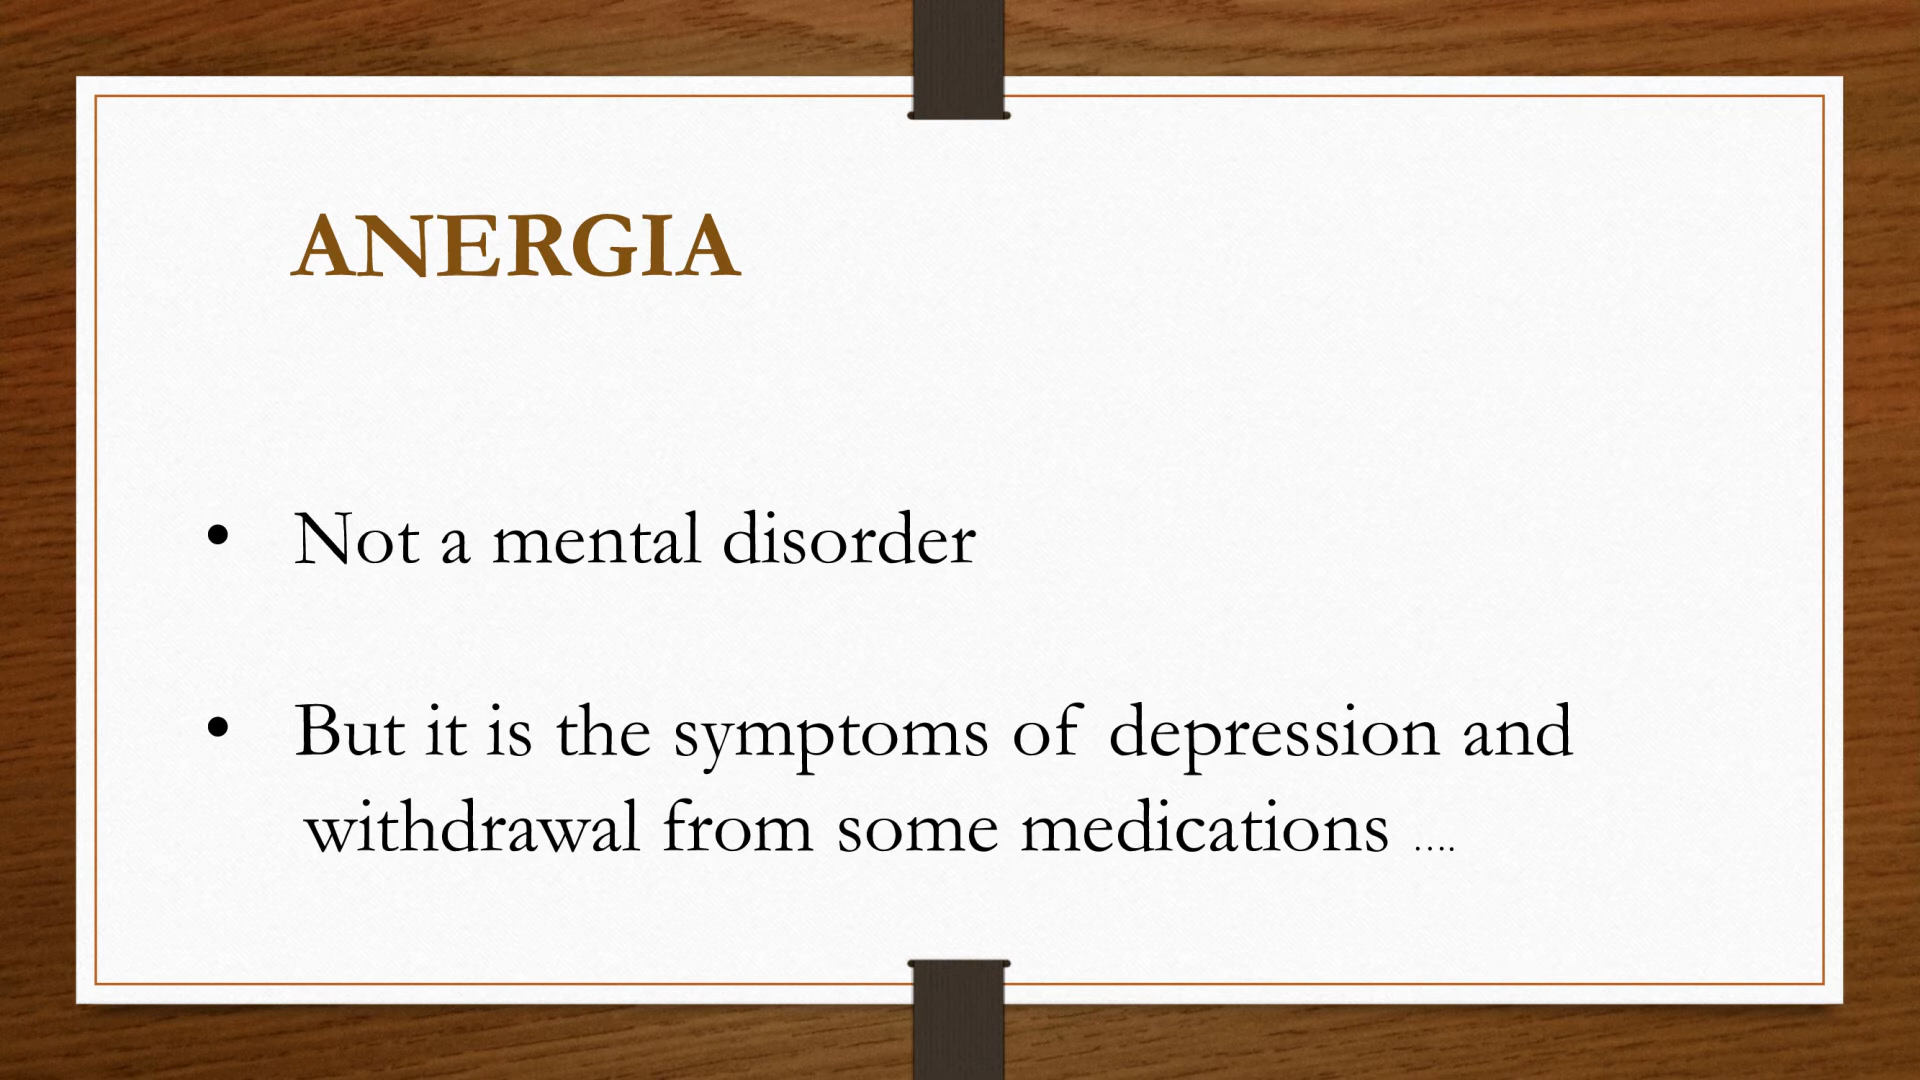 ANERGIA
• Not a mental disorder
• But it is the symptoms of depression and
withdrawal from some medications ....